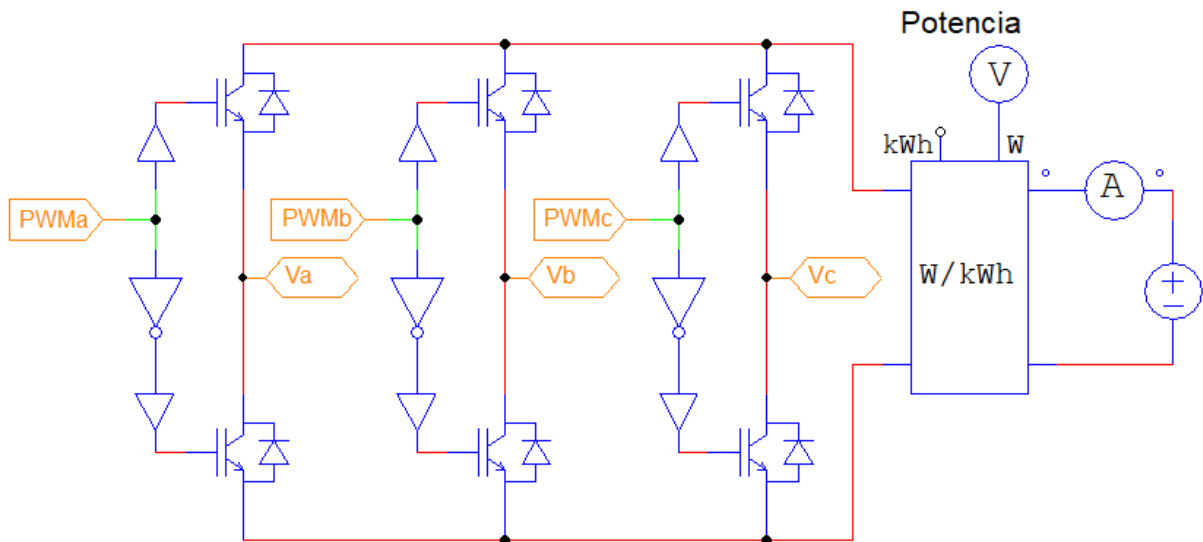 Potencia
V
kWh
W
A
PWMa
PWMb
PWMc
Va
Vb
Vc
W/kWh